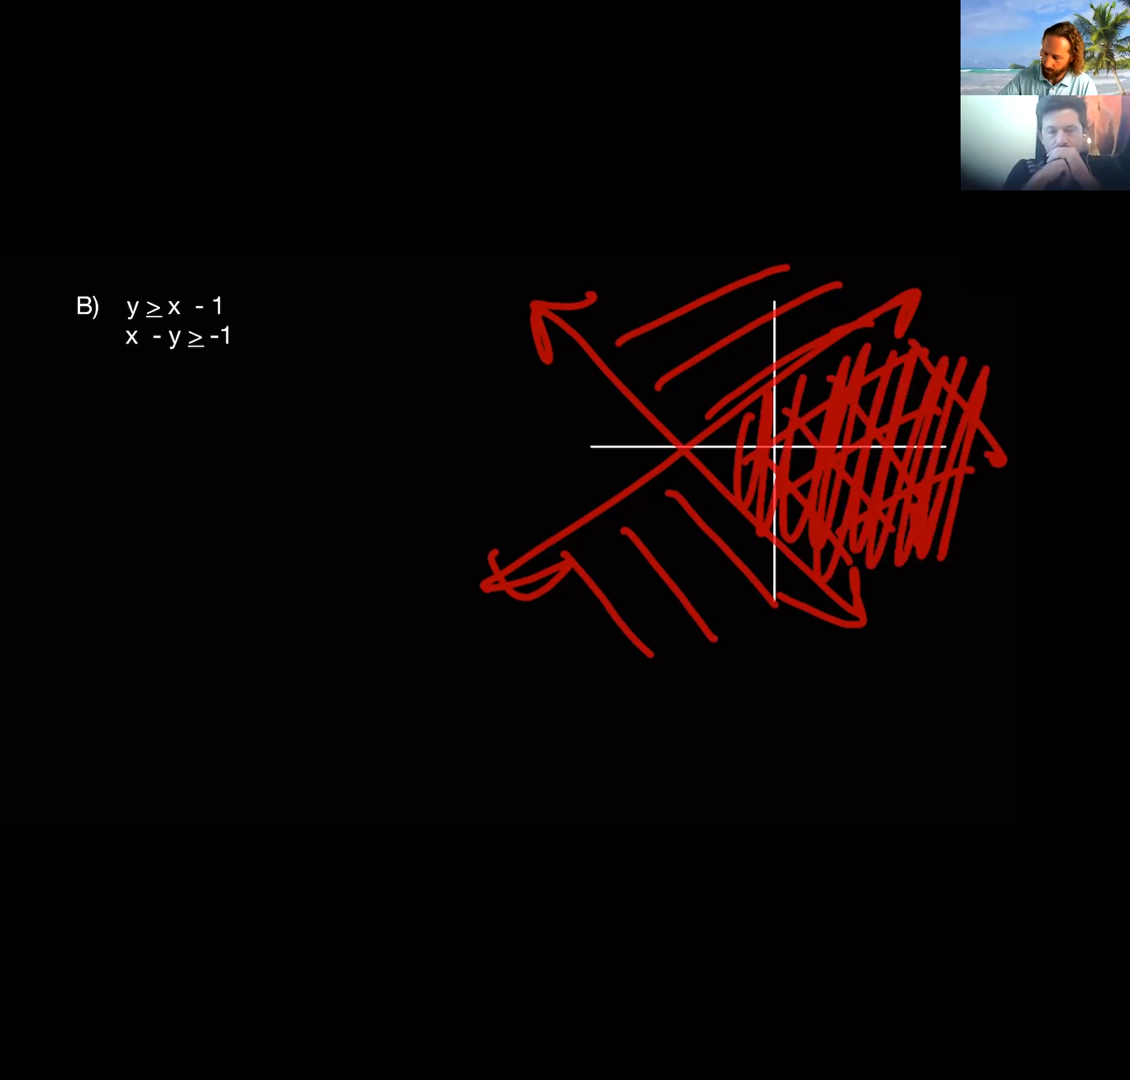 B) y ≥ x - 1
x - y ≥ -1